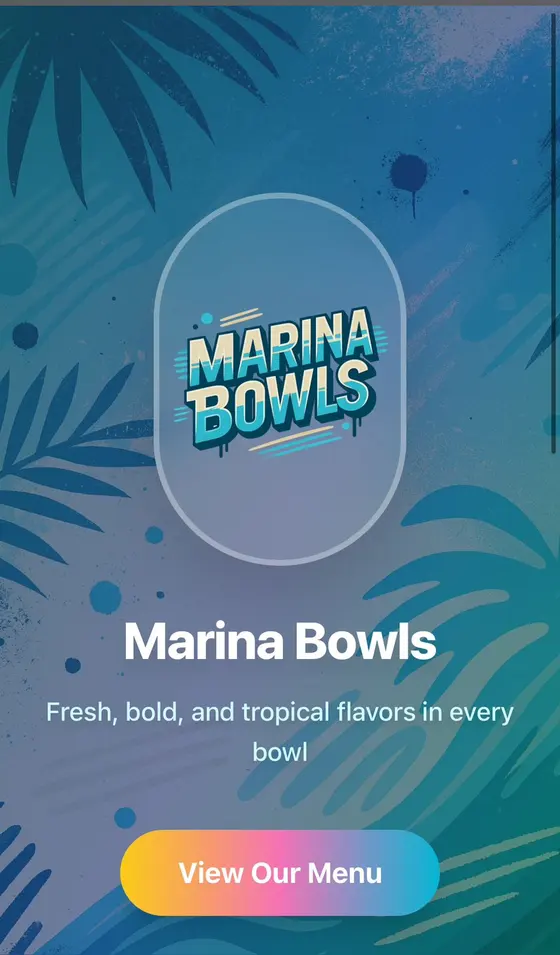 MARINA
BOWLS
Marina Bowls
Fresh, bold, and tropical flavors in every
bowl
View Our Menu